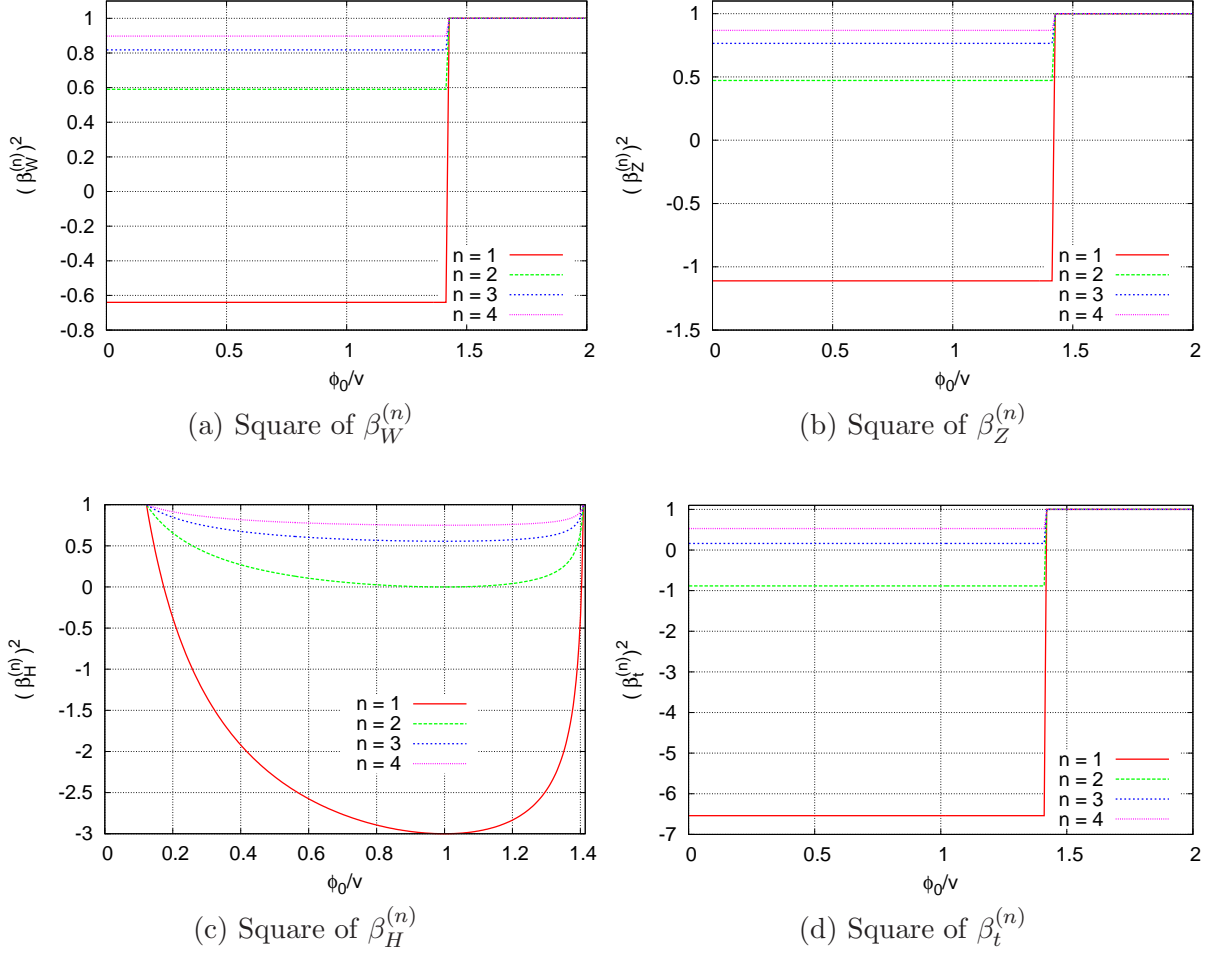 ( β_W^(n) )^2
1
0.8
0.6
0.4
0.2
0
-0.2
-0.4
-0.6
-0.8
0 0.5 1 1.5 2
n = 1
n = 2
n = 3
n = 4
ϕ_0/v
(a) Square of β_W^(n)
( β_Z^(n) )^2
1
0.5
0
-0.5
-1
-1.5
0 0.5 1 1.5 2
n = 1
n = 2
n = 3
n = 4
ϕ_0/v
(b) Square of β_Z^(n)
( β_H^(n) )^2
1
0.5
0
-0.5
-1
-1.5
-2
-2.5
-3
0 0.2 0.4 0.6 0.8 1 1.2 1.4
n = 1
n = 2
n = 3
n = 4
ϕ_0/v
(c) Square of β_H^(n)
( β_t^(n) )^2
1
0
-1
-2
-3
-4
-5
-6
-7
0 0.5 1 1.5 2
n = 1
n = 2
n = 3
n = 4
ϕ_0/v
(d) Square of β_t^(n)